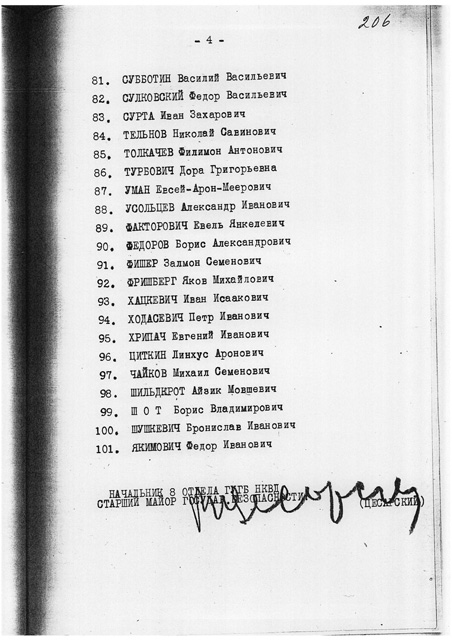 206
- 4 -
81. СУББОТИН Василий Васильевич
82. СУЛКОВСКИЙ Федор Васильевич
83. СУРТА Иван Захарович
84. ТЕЛЬНОВ Николай Савинович
85. ТОЛКАЧЕВ Филимон Антонович
86. ТУРБОВИЧ Дора Григорьевна
87. УМАН Евсей-Арон-Меерович
88. УСОЛЬЦЕВ Александр Иванович
89. ФАКТОРОВИЧ Евель Янкелевич
90. ФЕДОРОВ Борис Александрович
91. ФИШЕР Залмон Семенович
92. ФРИШБЕРГ Яков Михайлович
93. ХАЦКЕВИЧ Иван Исаакович
94. ХОДАСЕВИЧ Петр Иванович
95. ХРИПАЧ Евгений Иванович
96. ЦИТКИН Линхус Аронович
97. ЧАЙКОВ Михаил Семенович
98. ШИЛЬДКРОТ Айзик Мовшевич
99. Ш О Т Борис Владимирович
100. ШУШКЕВИЧ Бронислав Иванович
101. ЯКИМОВИЧ Федор Иванович
НАЧАЛЬНИК 8 ОТДЕЛА ГУГБ НКВД
СТАРШИЙ МАЙОР ГОСУДАР.БЕЗОПАСНОСТИ (ЦЕСАРСКИЙ)